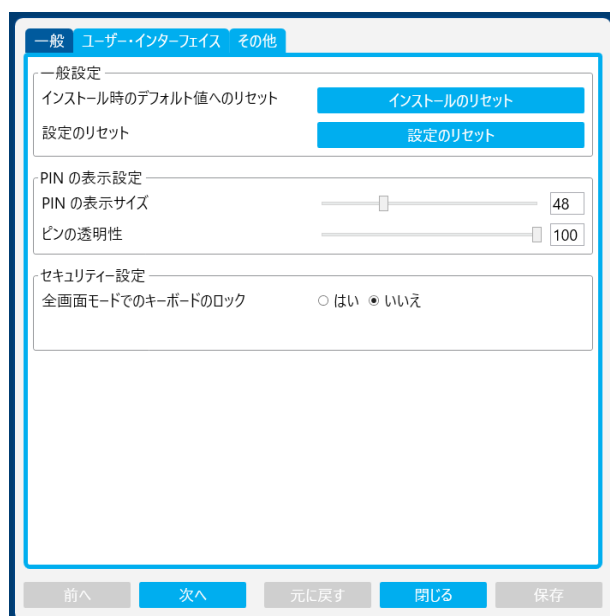 一般 ユーザー・インターフェイス その他
一般設定
インストール時のデフォルト値へのリセット インストールのリセット
設定のリセット 設定のリセット
PIN の表示設定
PIN の表示サイズ 48
ピンの透明性 100
セキュリティー設定
全画面モードでのキーボードのロック はい いいえ
前へ 次へ 元に戻す 閉じる 保存